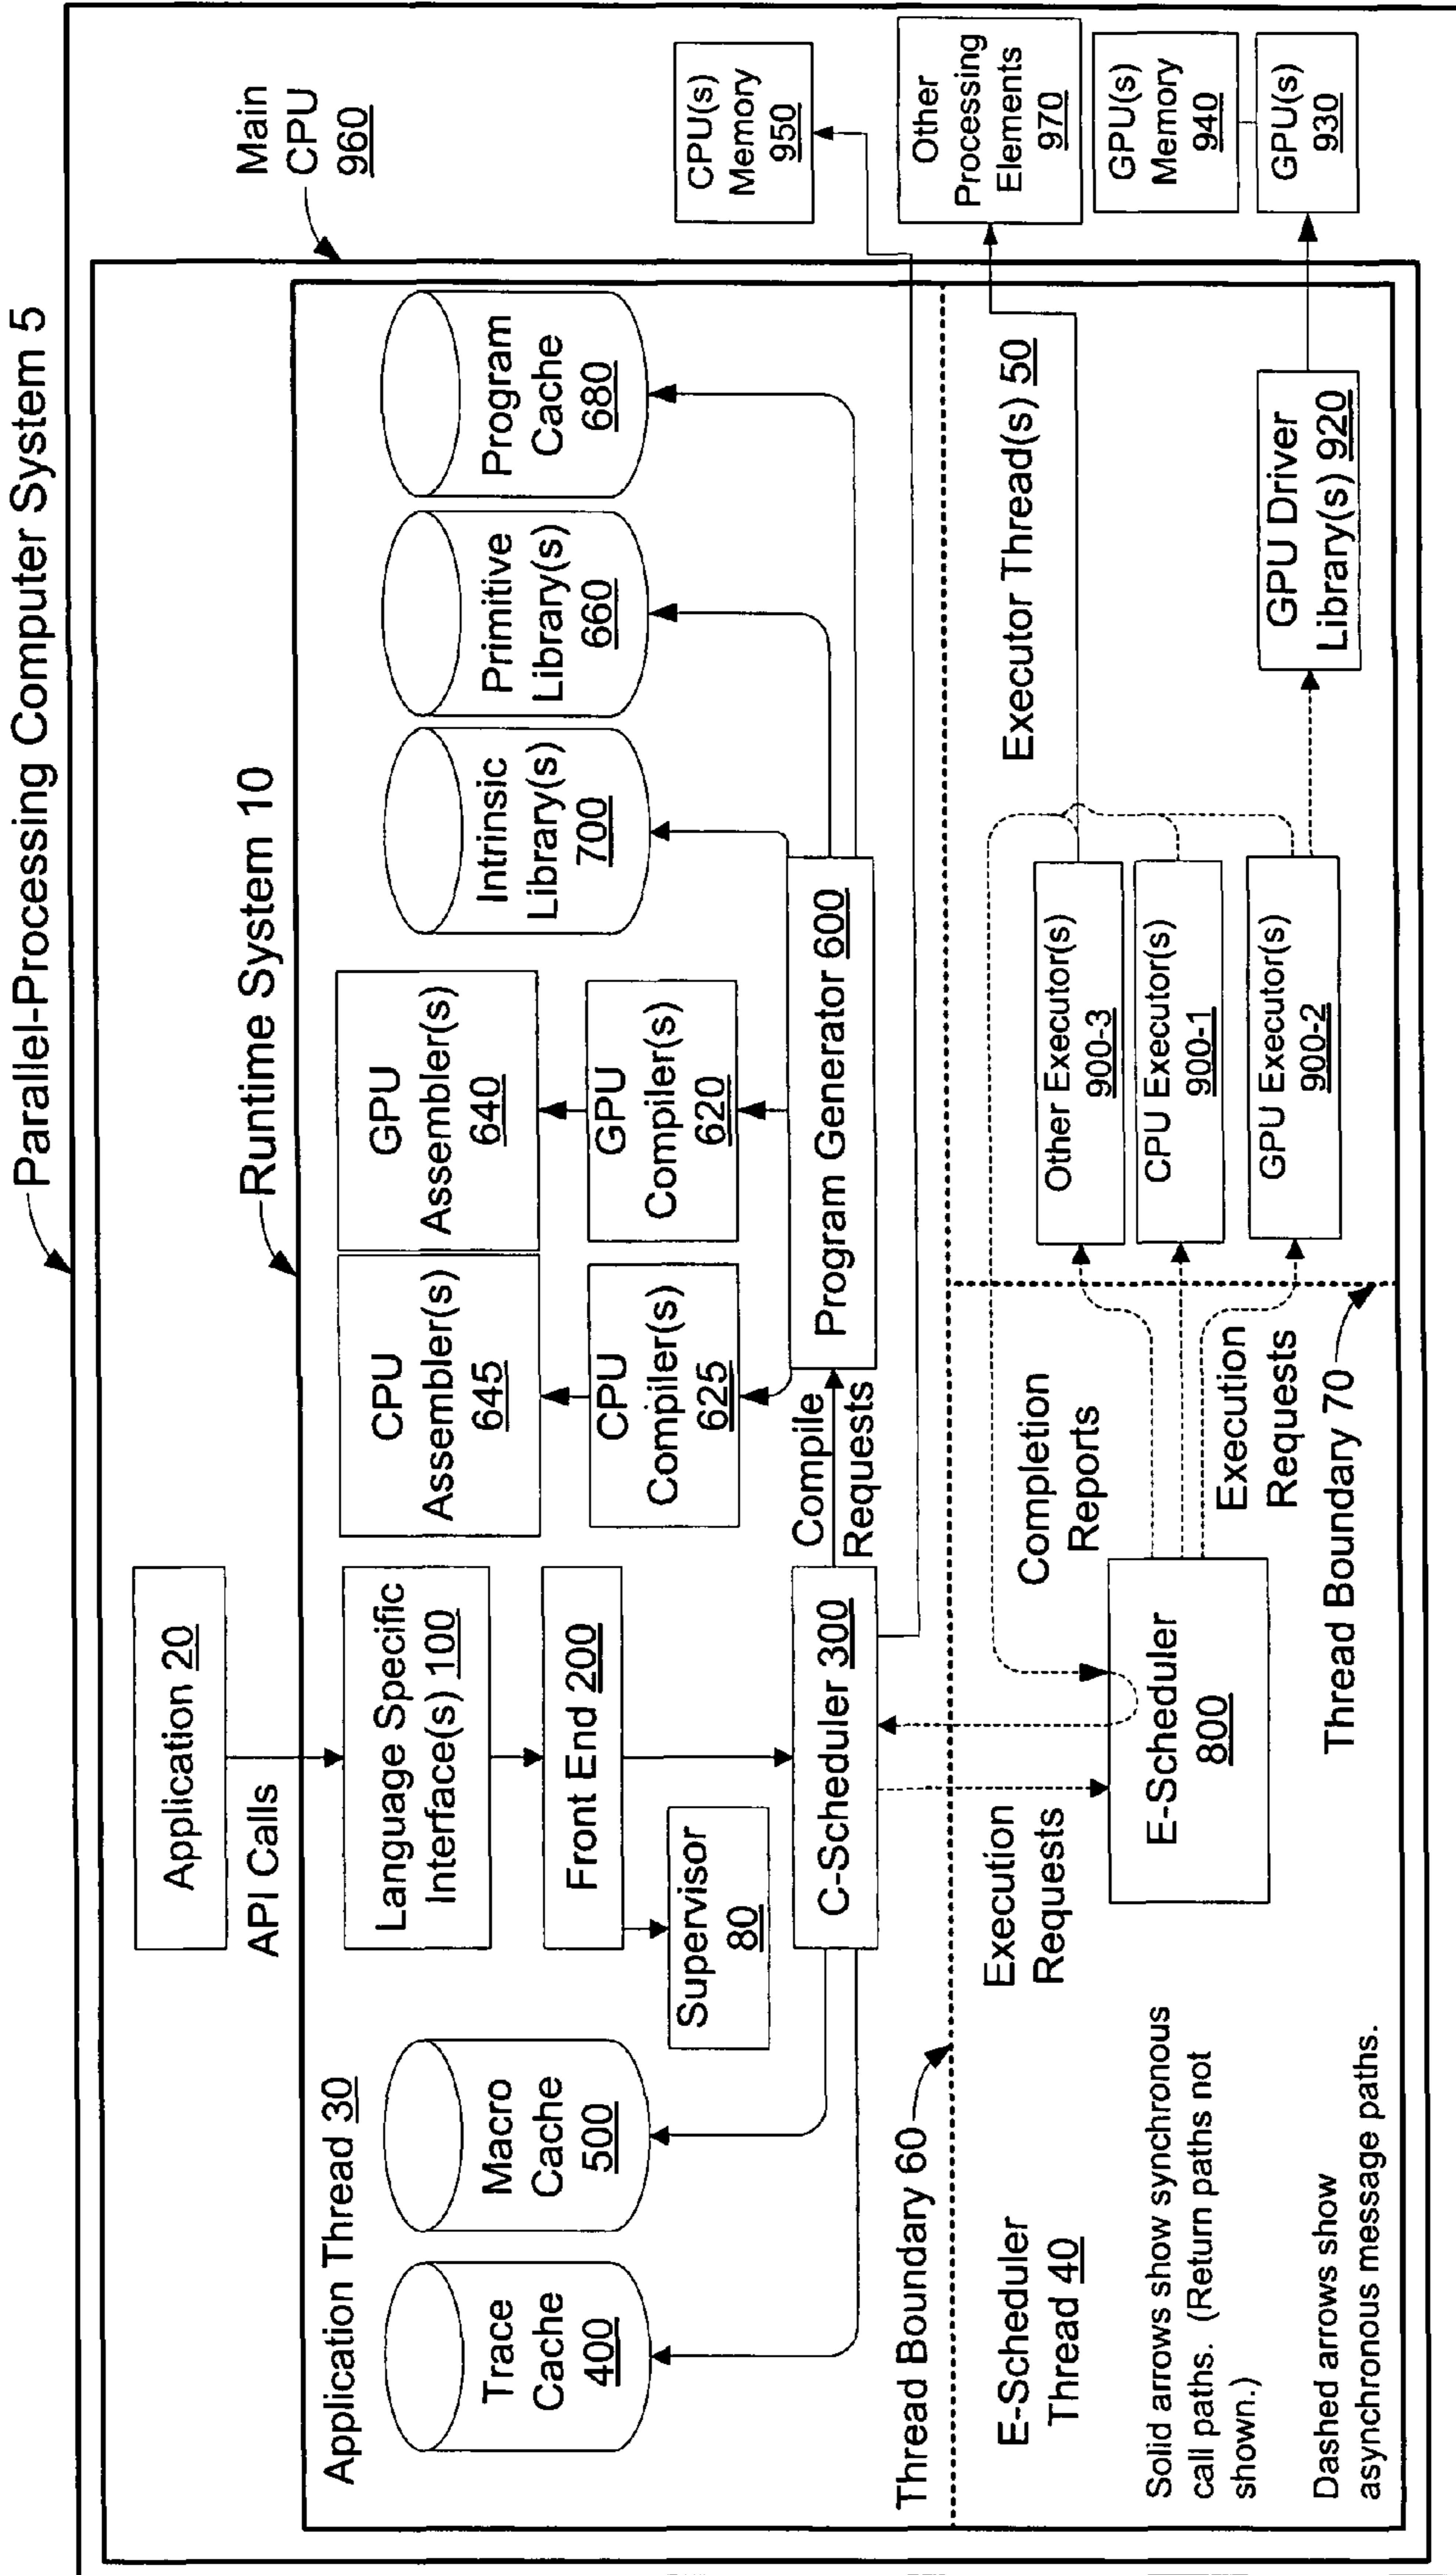 Parallel-Processing Computer System 5
Main
CPU
960
Runtime System 10
Application 20
API Calls
Application Thread 30
Language Specific
Interface(s) 100
Front End 200
Supervisor
80
C-Scheduler 300
Trace
Cache
400
Macro
Cache
500
CPU
Assembler(s)
645
GPU
Assembler(s)
640
CPU
Compiler(s)
625
GPU
Compiler(s)
620
Compile
Requests
Program Generator 600
Intrinsic
Library(s)
700
Primitive
Library(s)
660
Program
Cache
680
CPU(s)
Memory
950
Other
Processing
Elements
970
GPU(s)
Memory
940
GPU(s)
930
Thread Boundary 60
E-Scheduler
Thread 40
Execution
Requests
E-Scheduler
800
Completion
Reports
Execution
Requests
Thread Boundary 70
Executor Thread(s) 50
Other Executor(s)
900-3
CPU Executor(s)
900-1
GPU Executor(s)
900-2
GPU Driver
Library(s) 920
Solid arrows show synchronous
call paths. (Return paths not
shown.)
Dashed arrows show
asynchronous message paths.